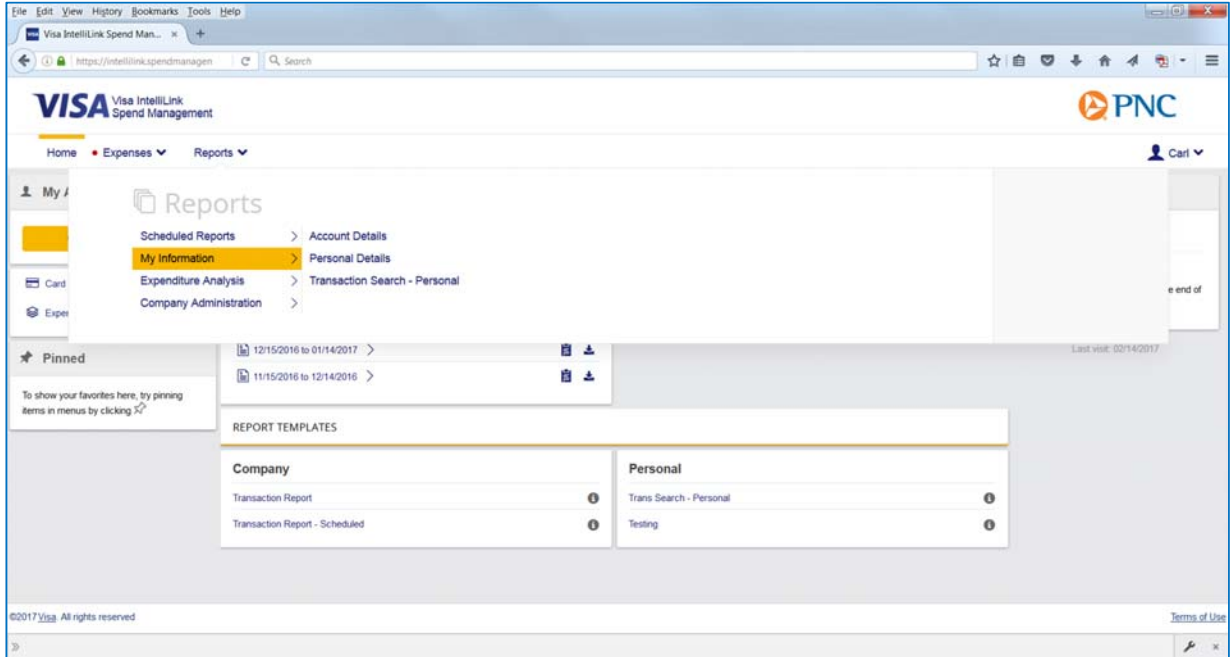 File Edit View History Bookmarks Tools Help
Visa IntelliLink Spend Man...
https://intellilink.spendmanagen
Search
VISA Visa IntelliLink
Spend Management
PNC
Home Expenses Reports
Carl
My A
Reports
Scheduled Reports
My Information
Expenditure Analysis
Company Administration
Account Details
Personal Details
Transaction Search - Personal
Card
Exper
e end of
Pinned
To show your favorites here, try pinning
items in menus by clicking
12/15/2016 to 01/14/2017
11/15/2016 to 12/14/2016
Last visit: 02/14/2017
REPORT TEMPLATES
Company
Transaction Report
Transaction Report - Scheduled
Personal
Trans Search - Personal
Testing
©2017 Visa. All rights reserved
Terms of Use